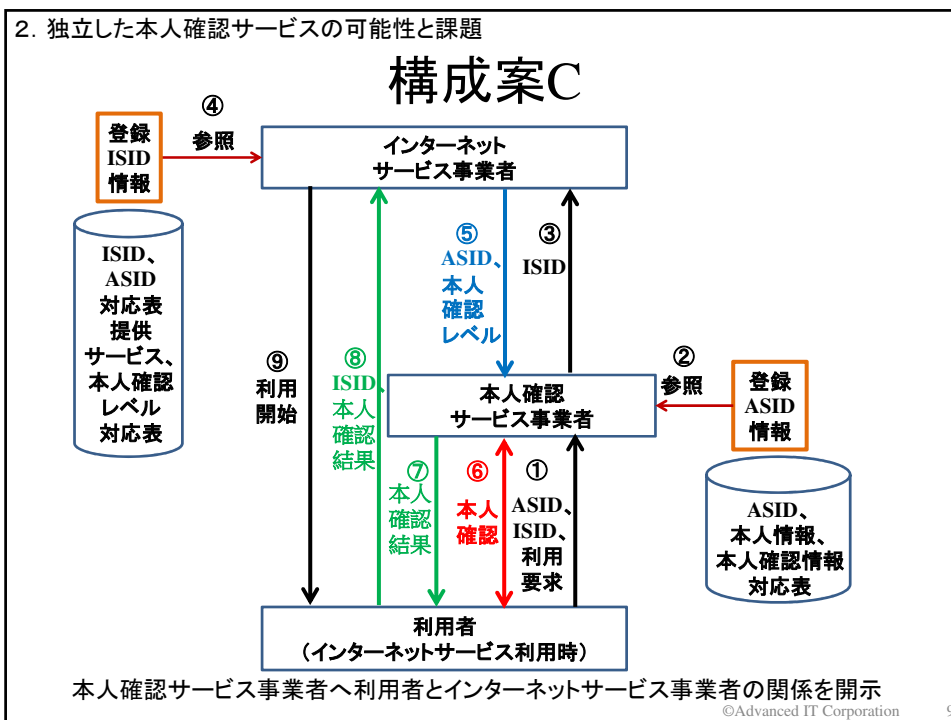 2．独立した本人確認サービスの可能性と課題
構成案C
④
参照
登録
ISID
情報
インターネット
サービス事業者
ISID、
ASID
対応表
提供
サービス、
本人確認
レベル
対応表
⑨
利用
開始
⑧
ISID、
本人
確認
結果
⑤
ASID、
本人
確認
レベル
③
ISID
本人確認
サービス事業者
②
参照
登録
ASID
情報
⑦
本人
確認
結果
⑥
本人
確認
①
ASID、
ISID、
利用
要求
ASID、
本人情報、
本人確認情報
対応表
利用者
（インターネットサービス利用時）
本人確認サービス事業者へ利用者とインターネットサービス事業者の関係を開示
©Advanced IT Corporation